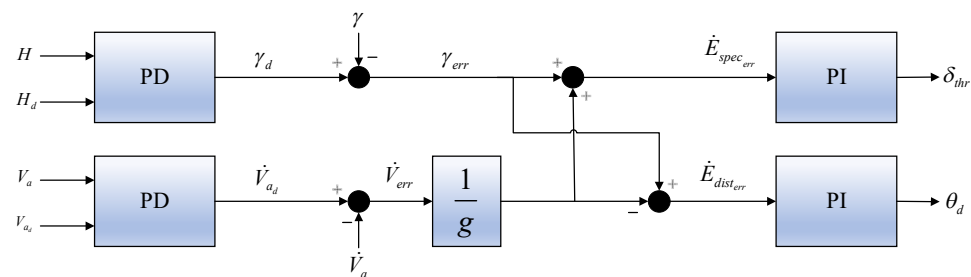 H
H_d
PD
γ_d
+
γ
−
γ_err
+
+
Ė_spec_err
PI
δ_thr
V_a
V_a_d
PD
V̇_a_d
+
−
V̇_a
V̇_err
1
g
−
+
Ė_dist_err
PI
θ_d